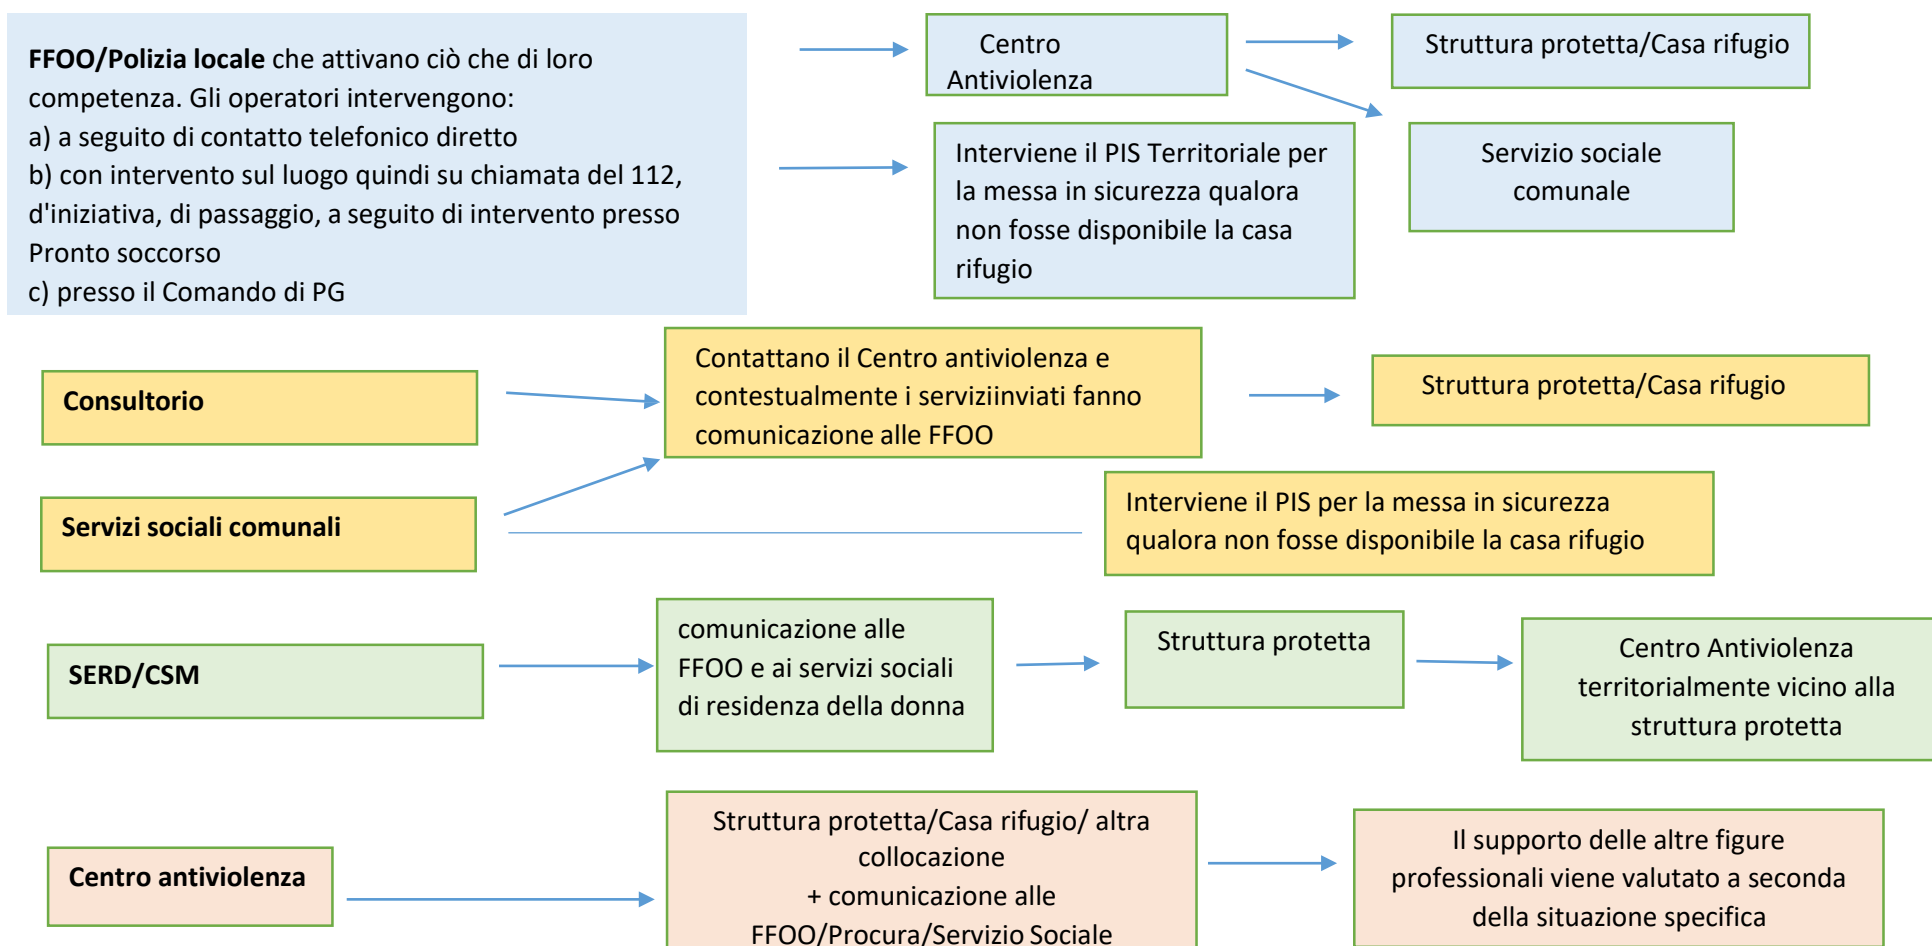 FFOO/Polizia locale che attivano ciò che di loro
competenza. Gli operatori intervengono:
a) a seguito di contatto telefonico diretto
b) con intervento sul luogo quindi su chiamata del 112,
d'iniziativa, di passaggio, a seguito di intervento presso
Pronto soccorso
c) presso il Comando di PG
Centro
Antiviolenza
Struttura protetta/Casa rifugio
Interviene il PIS Territoriale per
la messa in sicurezza qualora
non fosse disponibile la casa
rifugio
Servizio sociale
comunale
Consultorio
Contattano il Centro antiviolenza e
contestualmente i serviziinviati fanno
comunicazione alle FFOO
Struttura protetta/Casa rifugio
Servizi sociali comunali
Interviene il PIS per la messa in sicurezza
qualora non fosse disponibile la casa rifugio
SERD/CSM
comunicazione alle
FFOO e ai servizi sociali
di residenza della donna
Struttura protetta
Centro Antiviolenza
territorialmente vicino alla
struttura protetta
Centro antiviolenza
Struttura protetta/Casa rifugio/ altra
collocazione
+ comunicazione alle
FFOO/Procura/Servizio Sociale
Il supporto delle altre figure
professionali viene valutato a seconda
della situazione specifica